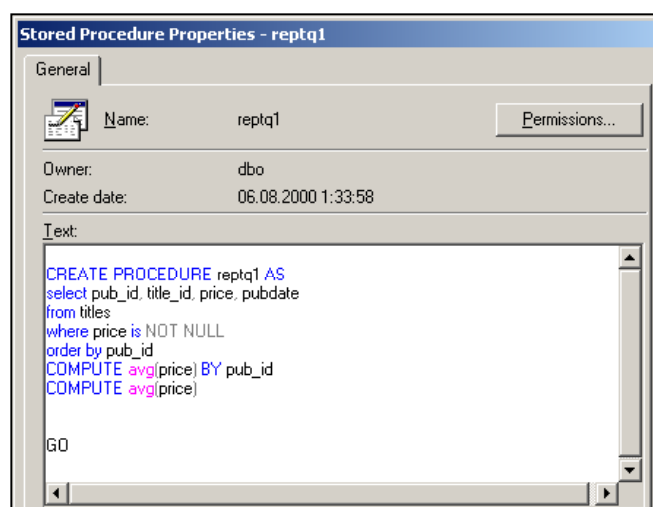 Stored Procedure Properties - reptq1
General
Name: reptq1 Permissions...
Owner: dbo
Create date: 06.08.2000 1:33:58
Text:
CREATE PROCEDURE reptq1 AS
select pub_id, title_id, price, pubdate
from titles
where price is NOT NULL
order by pub_id
COMPUTE avg(price) BY pub_id
COMPUTE avg(price)
GO